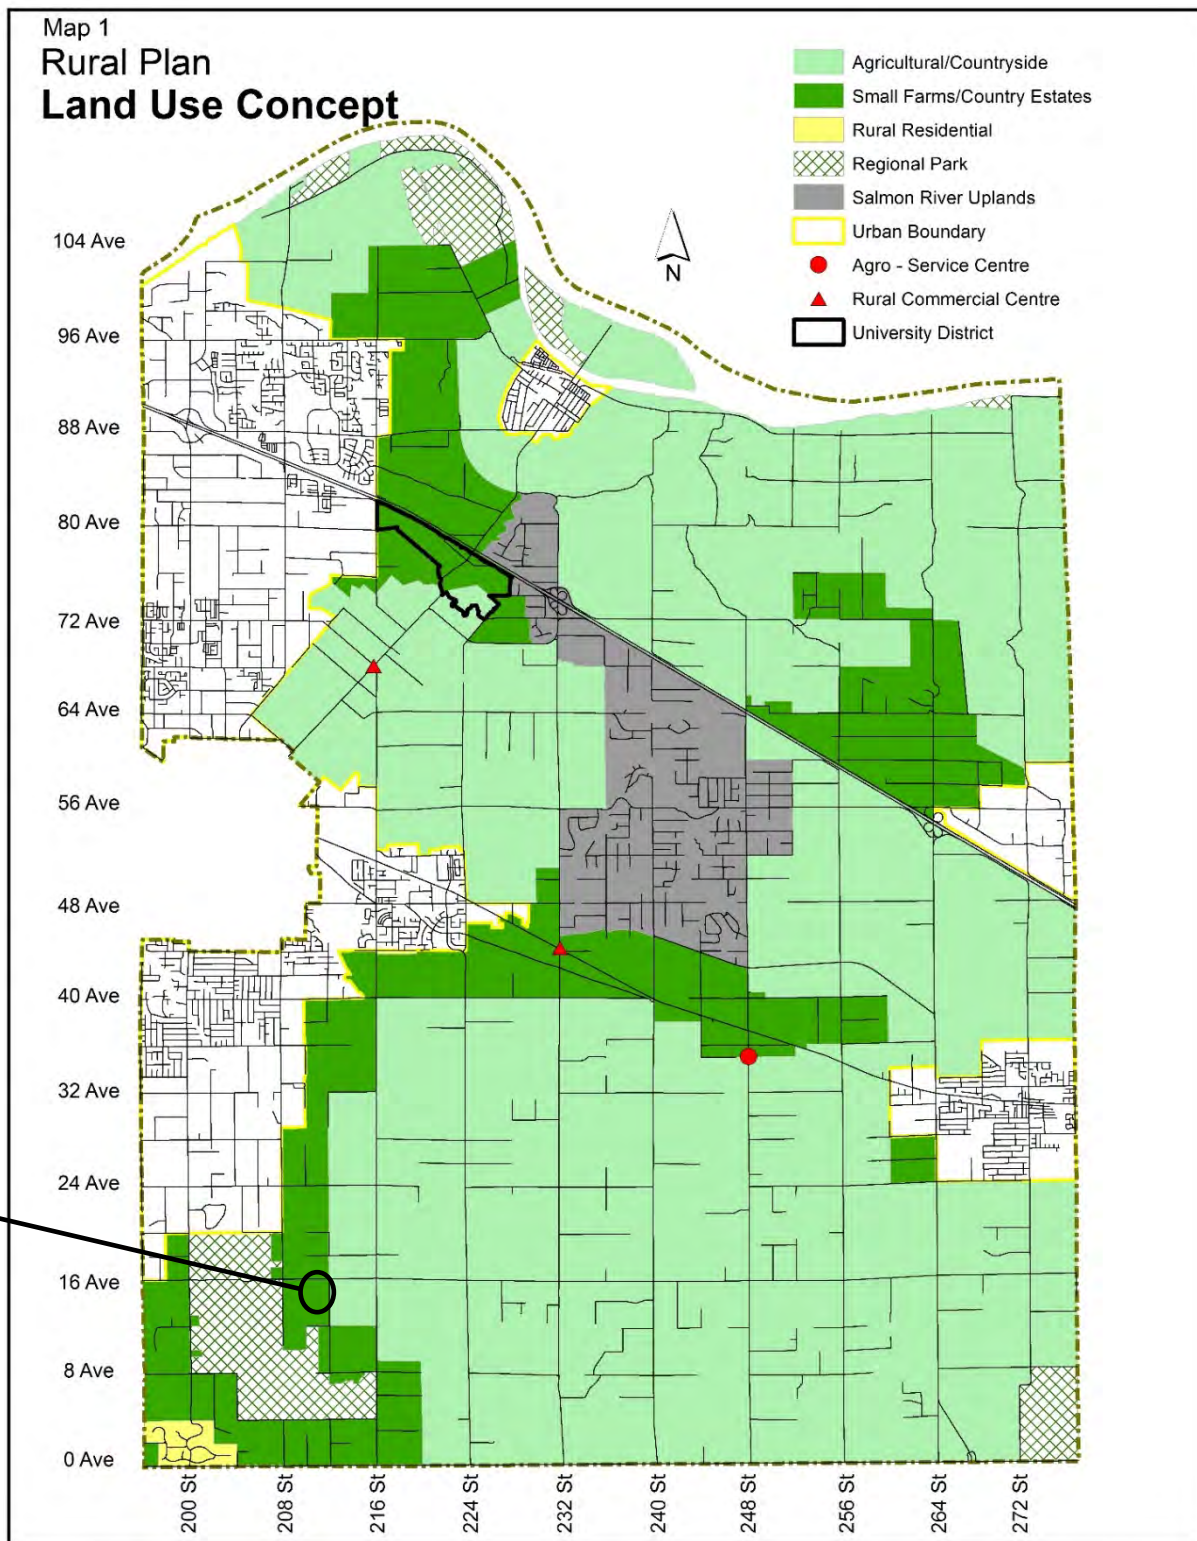 Map 1
Rural Plan
Land Use Concept
Agricultural/Countryside
Small Farms/Country Estates
Rural Residential
Regional Park
Salmon River Uplands
Urban Boundary
Agro - Service Centre
Rural Commercial Centre
University District
N
104 Ave
96 Ave
88 Ave
80 Ave
72 Ave
64 Ave
56 Ave
48 Ave
40 Ave
32 Ave
24 Ave
16 Ave
8 Ave
0 Ave
200 St
208 St
216 St
224 St
232 St
240 St
248 St
256 St
264 St
272 St